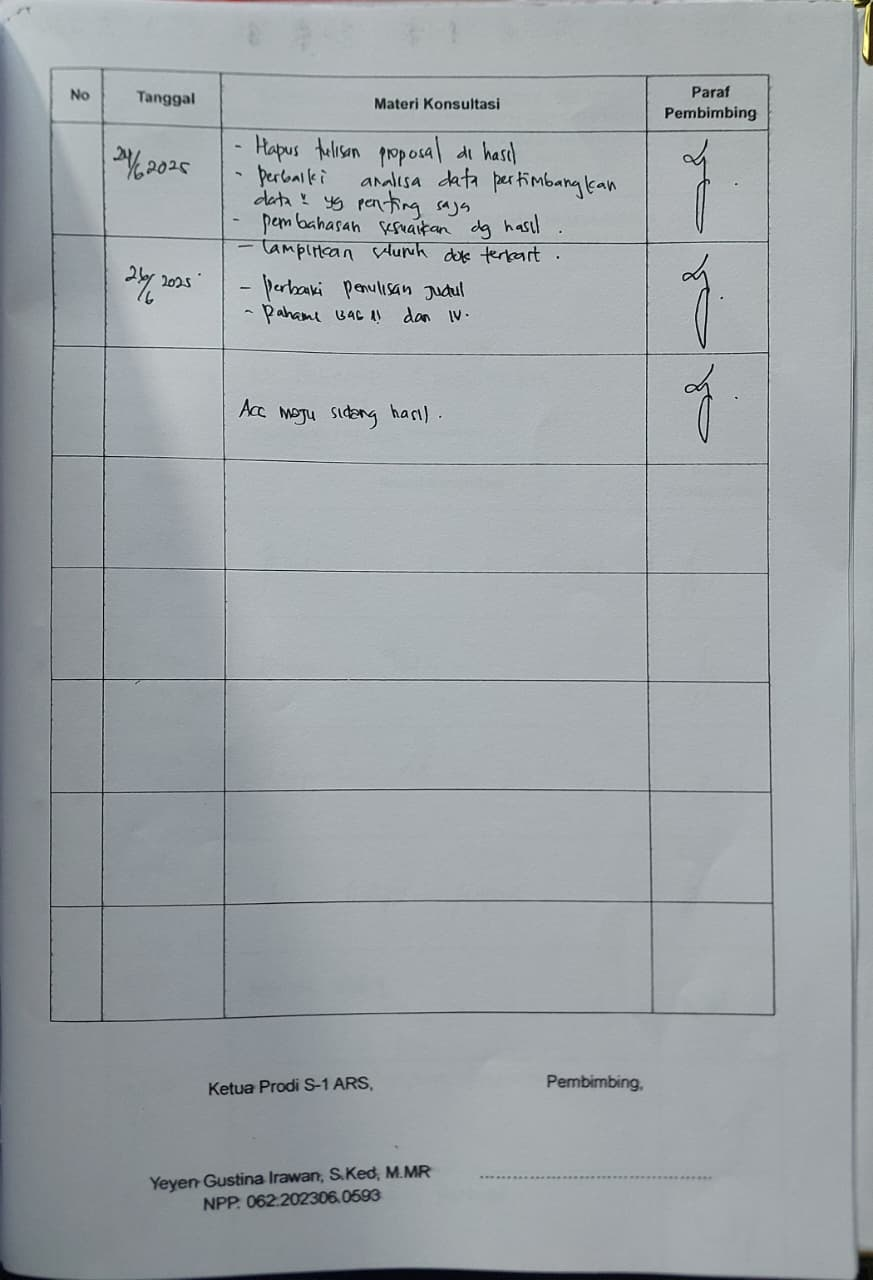 No Tanggal Materi Konsultasi Paraf Pembimbing
24/6 2025
- Hapus tulisan proposal di hasil
- perbaiki analisa data pertimbangkan
data² yg penting saja
- pembahasan sesuaikan dg hasil .
- lampirkan seluruh dok terkait .
26/6 2025
- perbaiki penulisan judul
- pahami BAB II dan IV.
Acc maju sidang hasil .
Ketua Prodi S-1 ARS, Pembimbing,
Yeyen Gustina Irawan, S.Ked, M.MR
NPP. 062.202306.0593